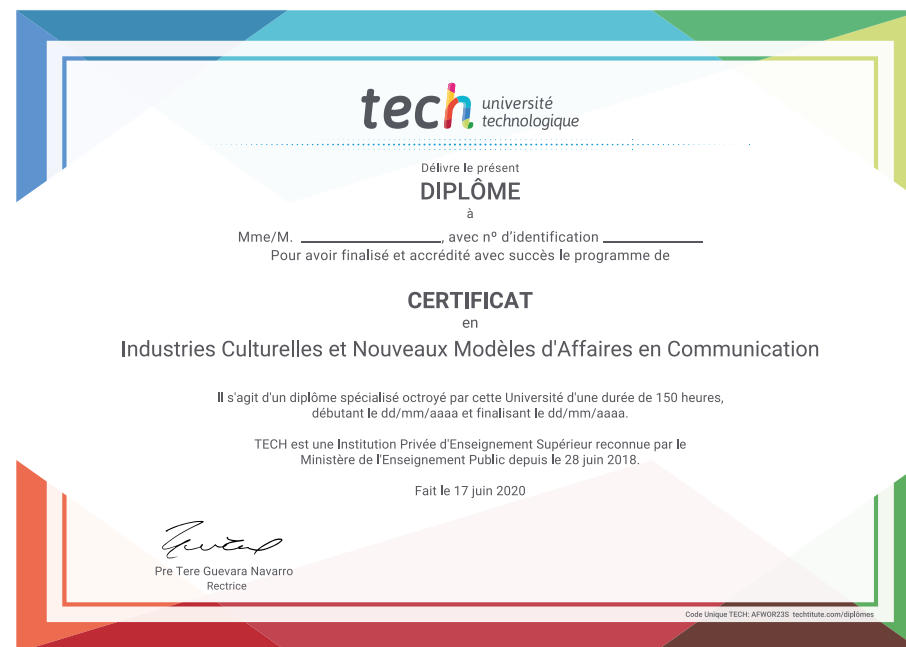 tech université
technologique
Délivre le présent
DIPLÔME
à
Mme/M. ____________________, avec nº d'identification ______________
Pour avoir finalisé et accrédité avec succès le programme de
CERTIFICAT
en
Industries Culturelles et Nouveaux Modèles d'Affaires en Communication
Il s'agit d'un diplôme spécialisé octroyé par cette Université d'une durée de 150 heures,
débutant le dd/mm/aaaa et finalisant le dd/mm/aaaa.
TECH est une Institution Privée d'Enseignement Supérieur reconnue par le
Ministère de l'Enseignement Public depuis le 28 juin 2018.
Fait le 17 juin 2020
Pre Tere Guevara Navarro
Rectrice
Code Unique TECH: AFWOR23S techtitute.com/diplômes